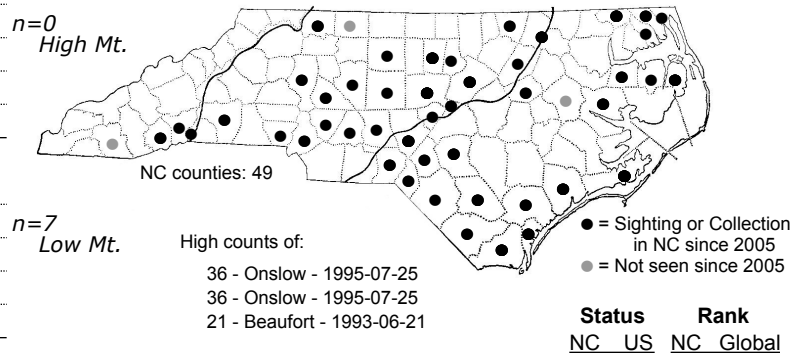 n=0
High Mt.
NC counties: 49
n=7
Low Mt.
High counts of:
36 - Onslow - 1995-07-25
36 - Onslow - 1995-07-25
21 - Beaufort - 1993-06-21
● = Sighting or Collection
in NC since 2005
● = Not seen since 2005
Status Rank
NC US NC Global